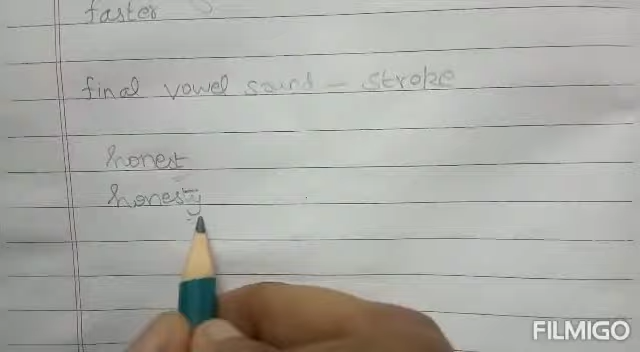 faster
final vowel sound - stroke
honest
honesty
FILMIGO